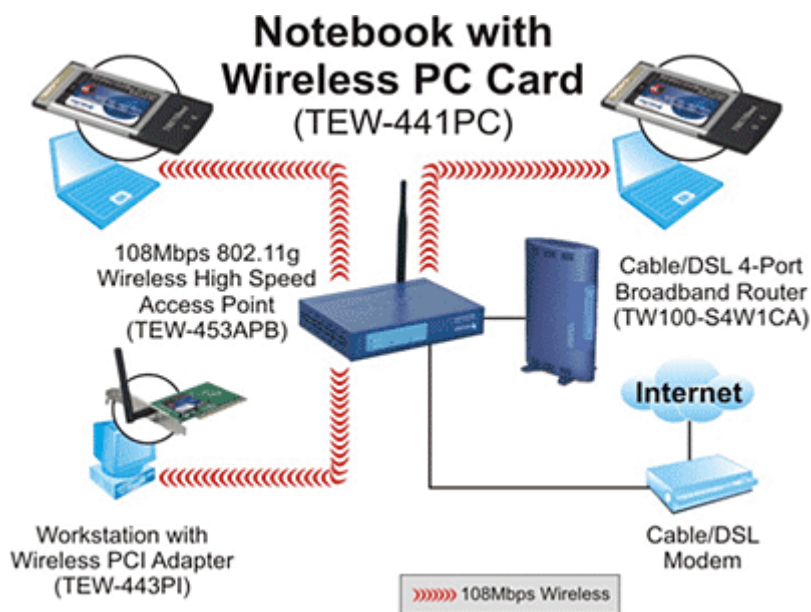 Notebook with
Wireless PC Card
(TEW-441PC)
108Mbps 802.11g
Wireless High Speed
Access Point
(TEW-453APB)
Cable/DSL 4-Port
Broadband Router
(TW100-S4W1CA)
Internet
Workstation with
Wireless PCI Adapter
(TEW-443PI)
Cable/DSL
Modem
108Mbps Wireless